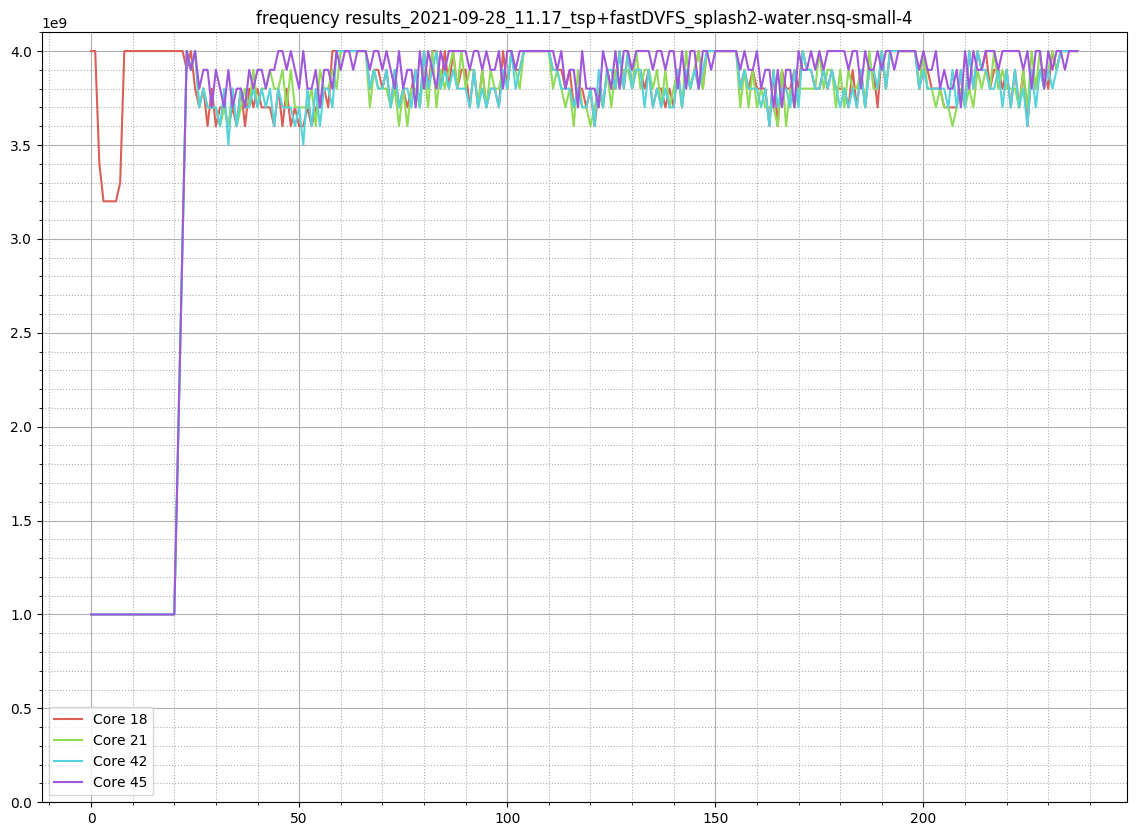 frequency results_2021-09-28_11.17_tsp+fastDVFS_splash2-water.nsq-small-4
1e9
4.0
3.5
3.0
2.5
2.0
1.5
1.0
0.5
0.0
Core 18
Core 21
Core 42
Core 45
0 50 100 150 200